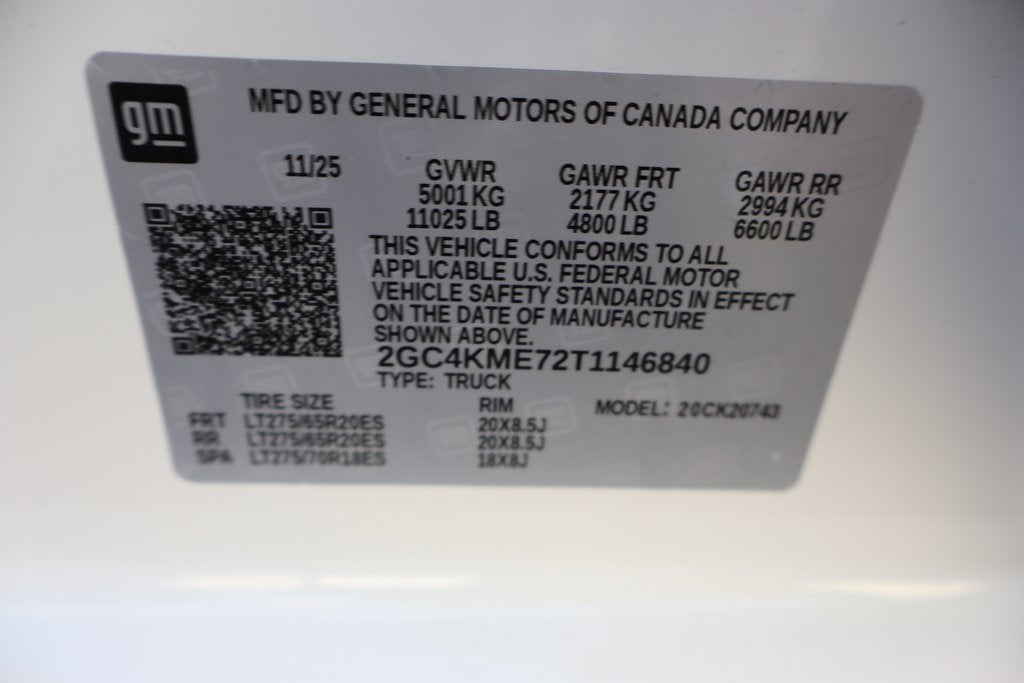 gm
MFD BY GENERAL MOTORS OF CANADA COMPANY
11/25
GVWR
5001 KG
11025 LB
GAWR FRT
2177 KG
4800 LB
GAWR RR
2994 KG
6600 LB
THIS VEHICLE CONFORMS TO ALL
APPLICABLE U.S. FEDERAL MOTOR
VEHICLE SAFETY STANDARDS IN EFFECT
ON THE DATE OF MANUFACTURE
SHOWN ABOVE.
2GC4KME72T1146840
TYPE: TRUCK
MODEL: 20CK20743
TIRE SIZE RIM
FRT LT275/65R20ES 20X8.5J
RR LT275/65R20ES 20X8.5J
SPA LT275/70R18ES 18X8J